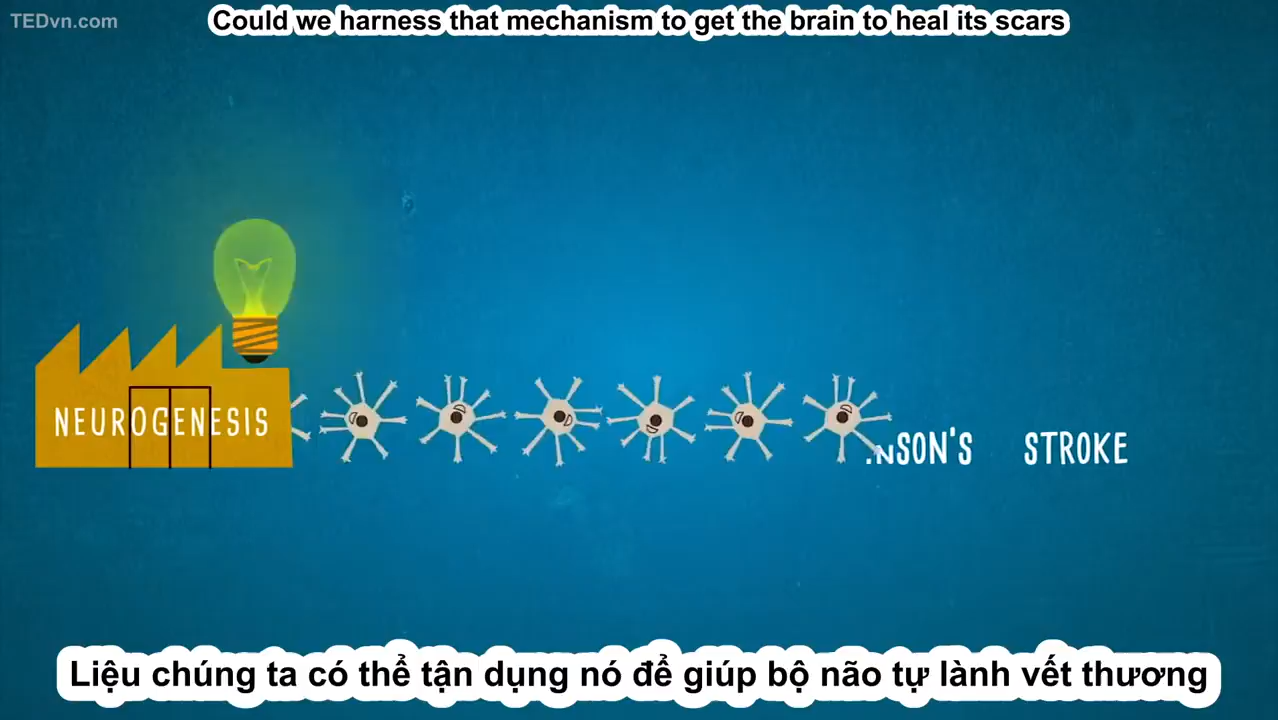 TEDvn.com
Could we harness that mechanism to get the brain to heal its scars
NEUROGENESIS
NSON'S STROKE
Liệu chúng ta có thể tận dụng nó để giúp bộ não tự lành vết thương